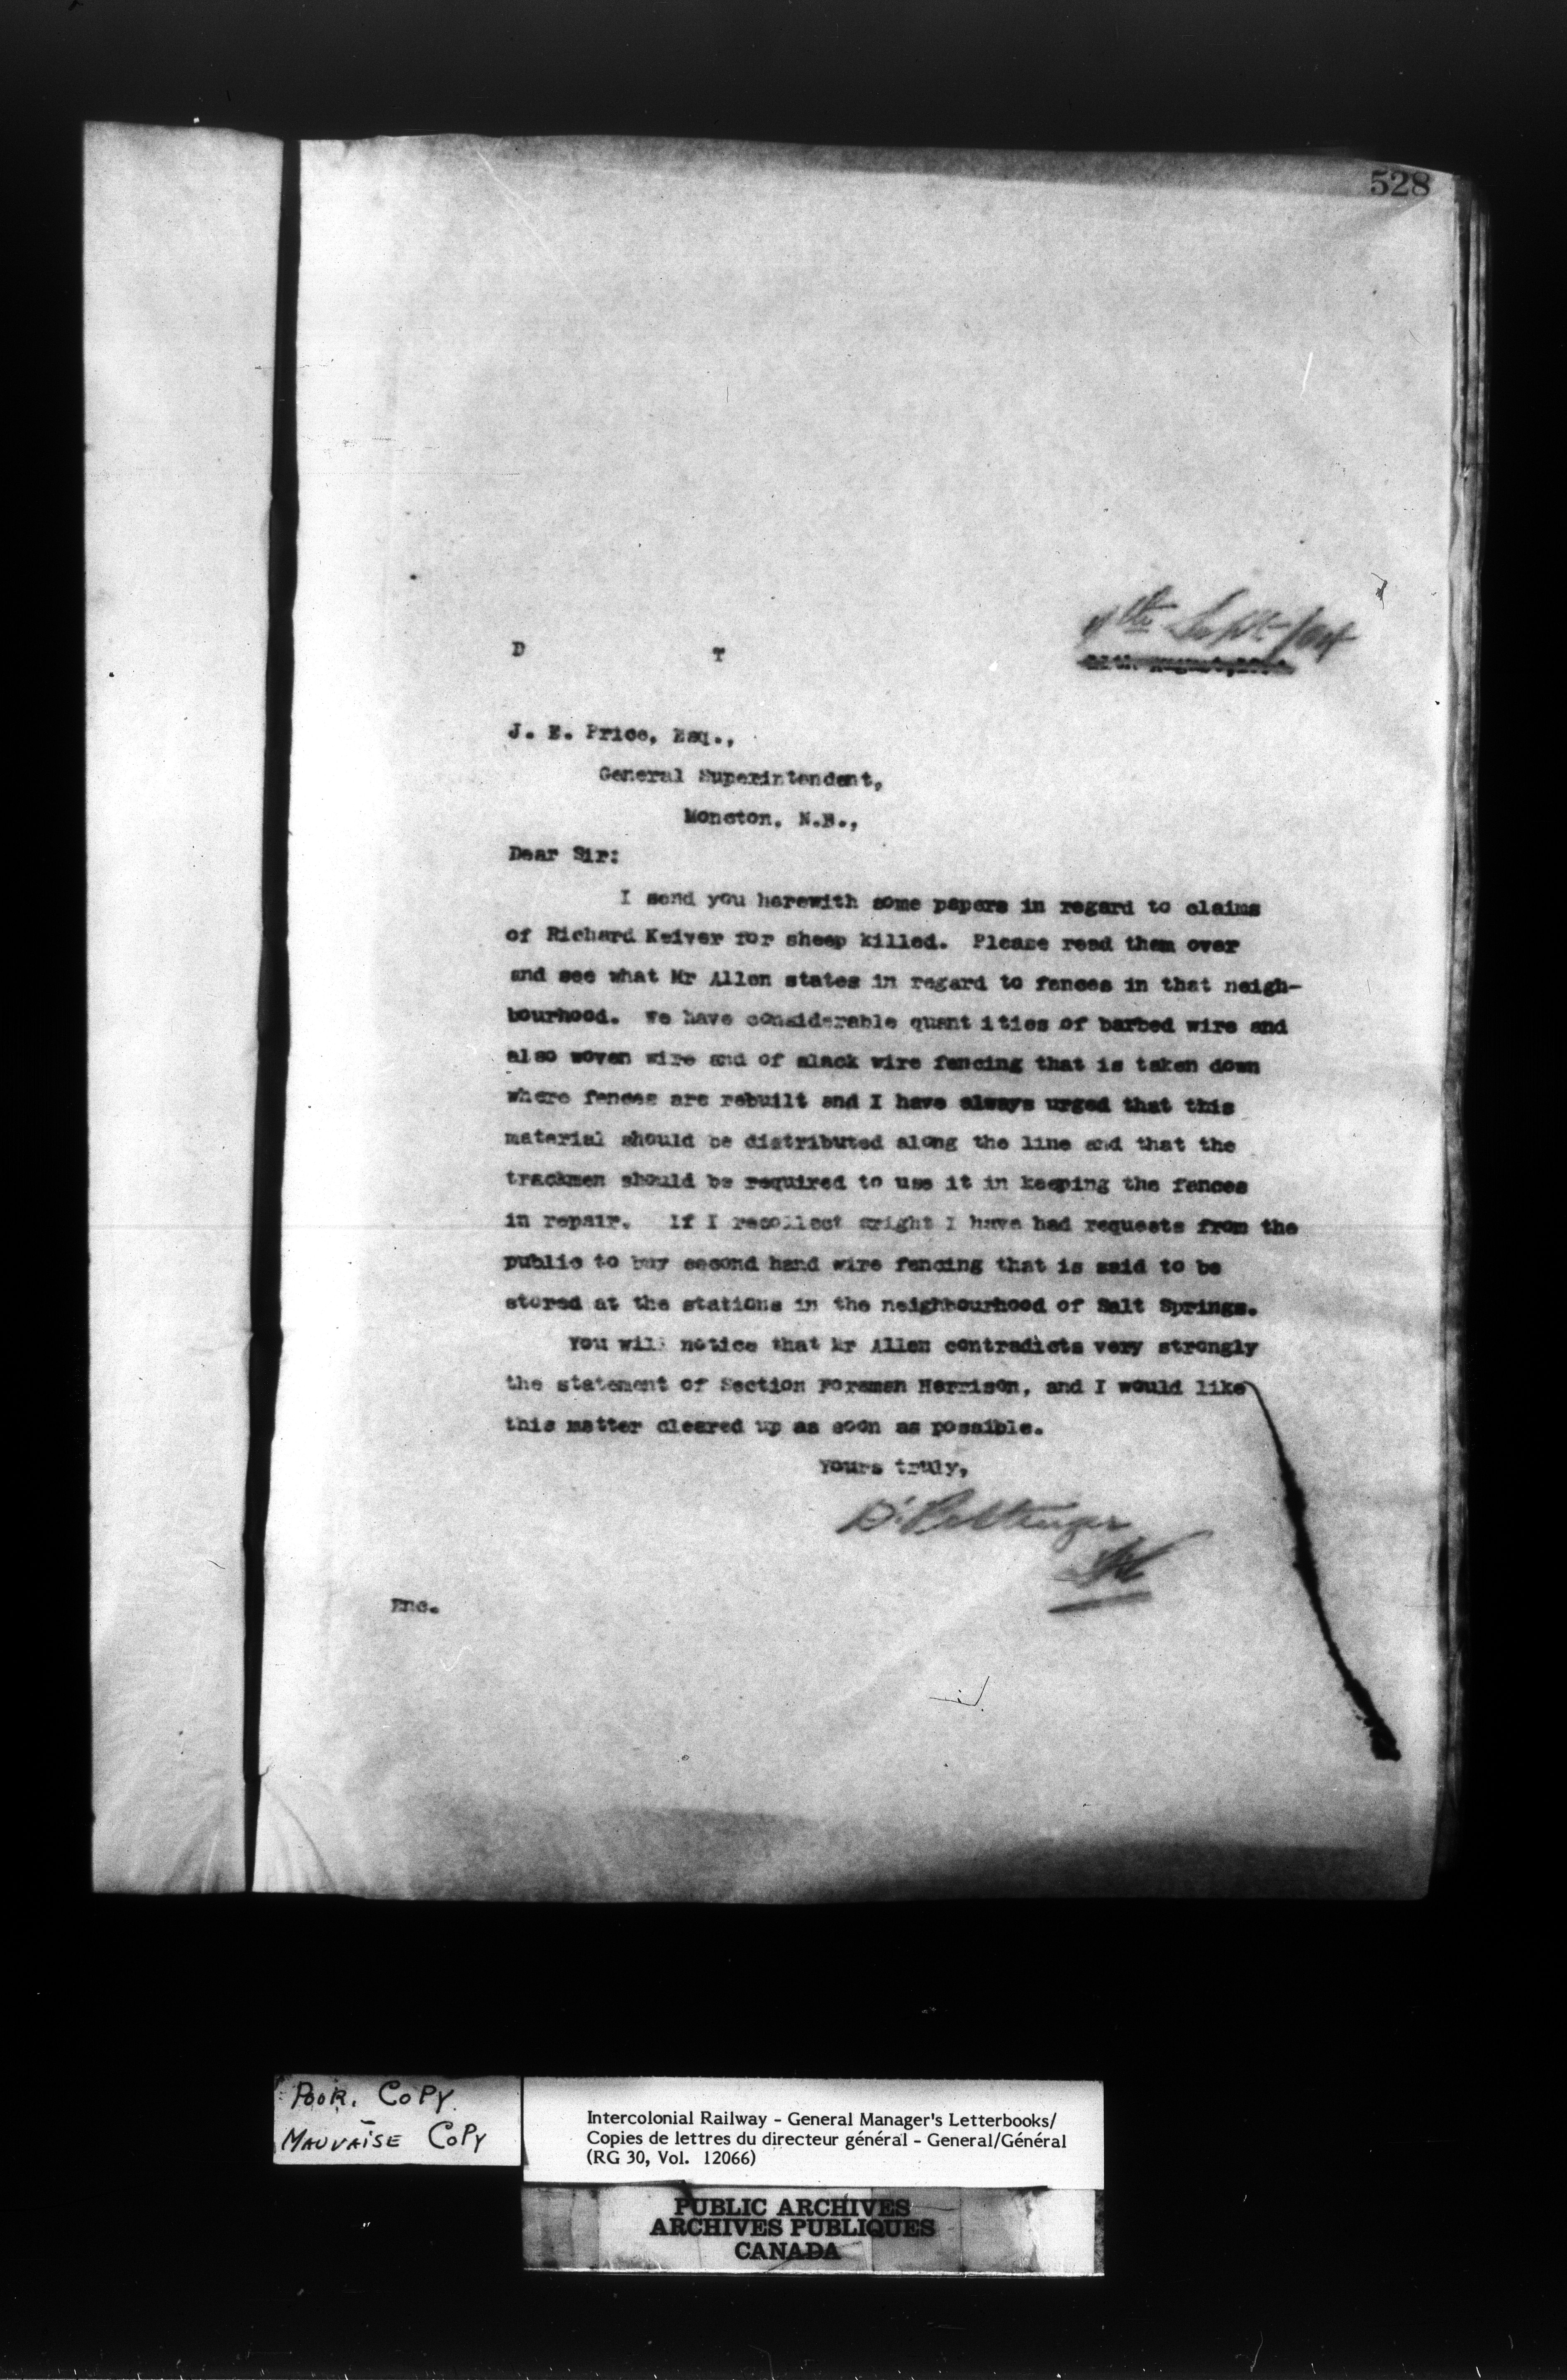 528
Sept/04
D T
J. E. Price, Esq.,
General Superintendent,
Moncton, N.B.,
Dear Sir:
I send you herewith some papers in regard to claims
of Richard Keiver for sheep killed. Please read them over
and see what Mr Allen states in regard to fences in that neigh-
bourhood. We have considerable quantities of barbed wire and
also woven wire and of slack wire fencing that is taken down
where fences are rebuilt and I have always urged that this
material should be distributed along the line and that the
trackmen should be required to use it in keeping the fences
in repair. If I recollect aright I have had requests from the
public to buy second hand wire fencing that is said to be
stored at the stations in the neighbourhood of Salt Springs.
You will notice that Mr Allen contradicts very strongly
the statement of Section Foreman Harrison, and I would like
this matter cleared up as soon as possible.
Yours truly,
D. Pottinger
Enc.
POOR. COPY.
MAUVAISE COPY
Intercolonial Railway - General Manager's Letterbooks/
Copies de lettres du directeur général - General/Général
(RG 30, Vol. 12066)
PUBLIC ARCHIVES
ARCHIVES PUBLIQUES
CANADA